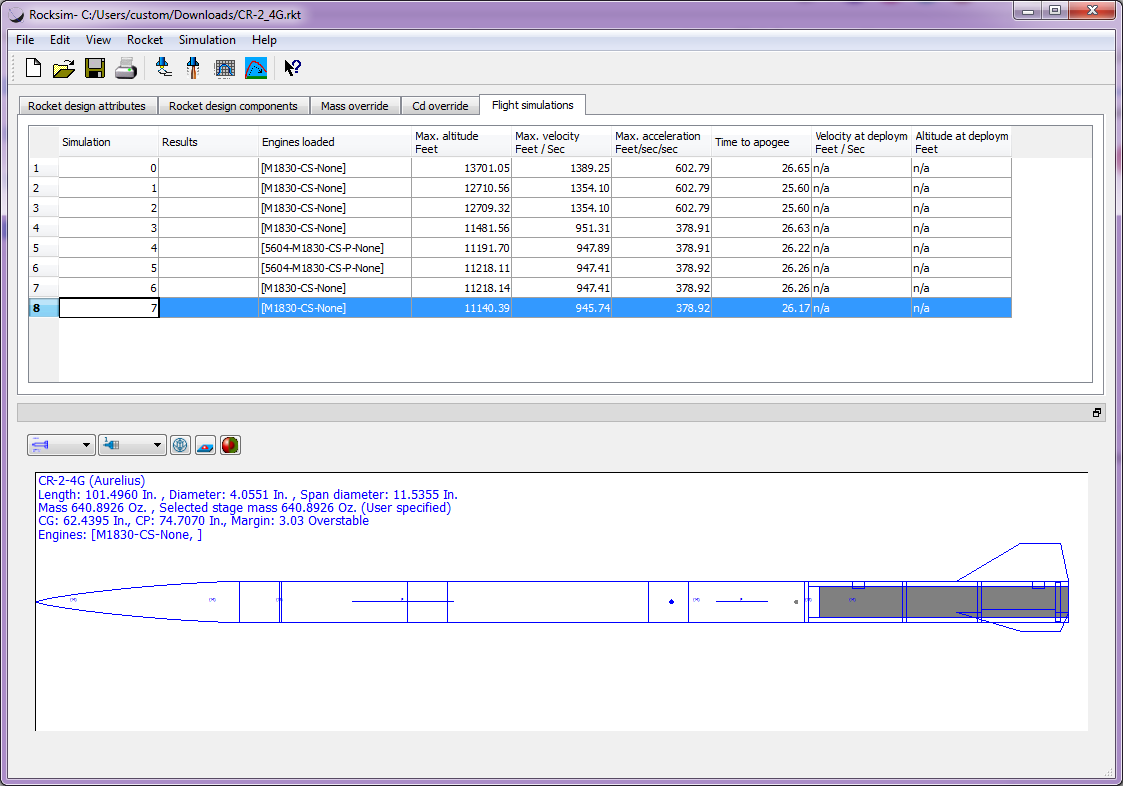 Rocksim- C:/Users/custom/Downloads/CR-2_4G.rkt
File Edit View Rocket Simulation Help
Rocket design attributes Rocket design components Mass override Cd override Flight simulations
Simulation Results Engines loaded Max. altitude Feet Max. velocity Feet / Sec Max. acceleration Feet/sec/sec Time to apogee Velocity at deploym Feet / Sec Altitude at deploym Feet
1 0 [M1830-CS-None] 13701.05 1389.25 602.79 26.65 n/a n/a
2 1 [M1830-CS-None] 12710.56 1354.10 602.79 25.60 n/a n/a
3 2 [M1830-CS-None] 12709.32 1354.10 602.79 25.60 n/a n/a
4 3 [M1830-CS-None] 11481.56 951.31 378.91 26.63 n/a n/a
5 4 [5604-M1830-CS-P-None] 11191.70 947.89 378.91 26.22 n/a n/a
6 5 [5604-M1830-CS-P-None] 11218.11 947.41 378.92 26.26 n/a n/a
7 6 [M1830-CS-None] 11218.14 947.41 378.92 26.26 n/a n/a
8 7 [M1830-CS-None] 11140.39 945.74 378.92 26.17 n/a n/a
1
CR-2-4G (Aurelius)
Length: 101.4960 In. , Diameter: 4.0551 In. , Span diameter: 11.5355 In.
Mass 640.8926 Oz. , Selected stage mass 640.8926 Oz. (User specified)
CG: 62.4395 In., CP: 74.7070 In., Margin: 3.03 Overstable
Engines: [M1830-CS-None, ]